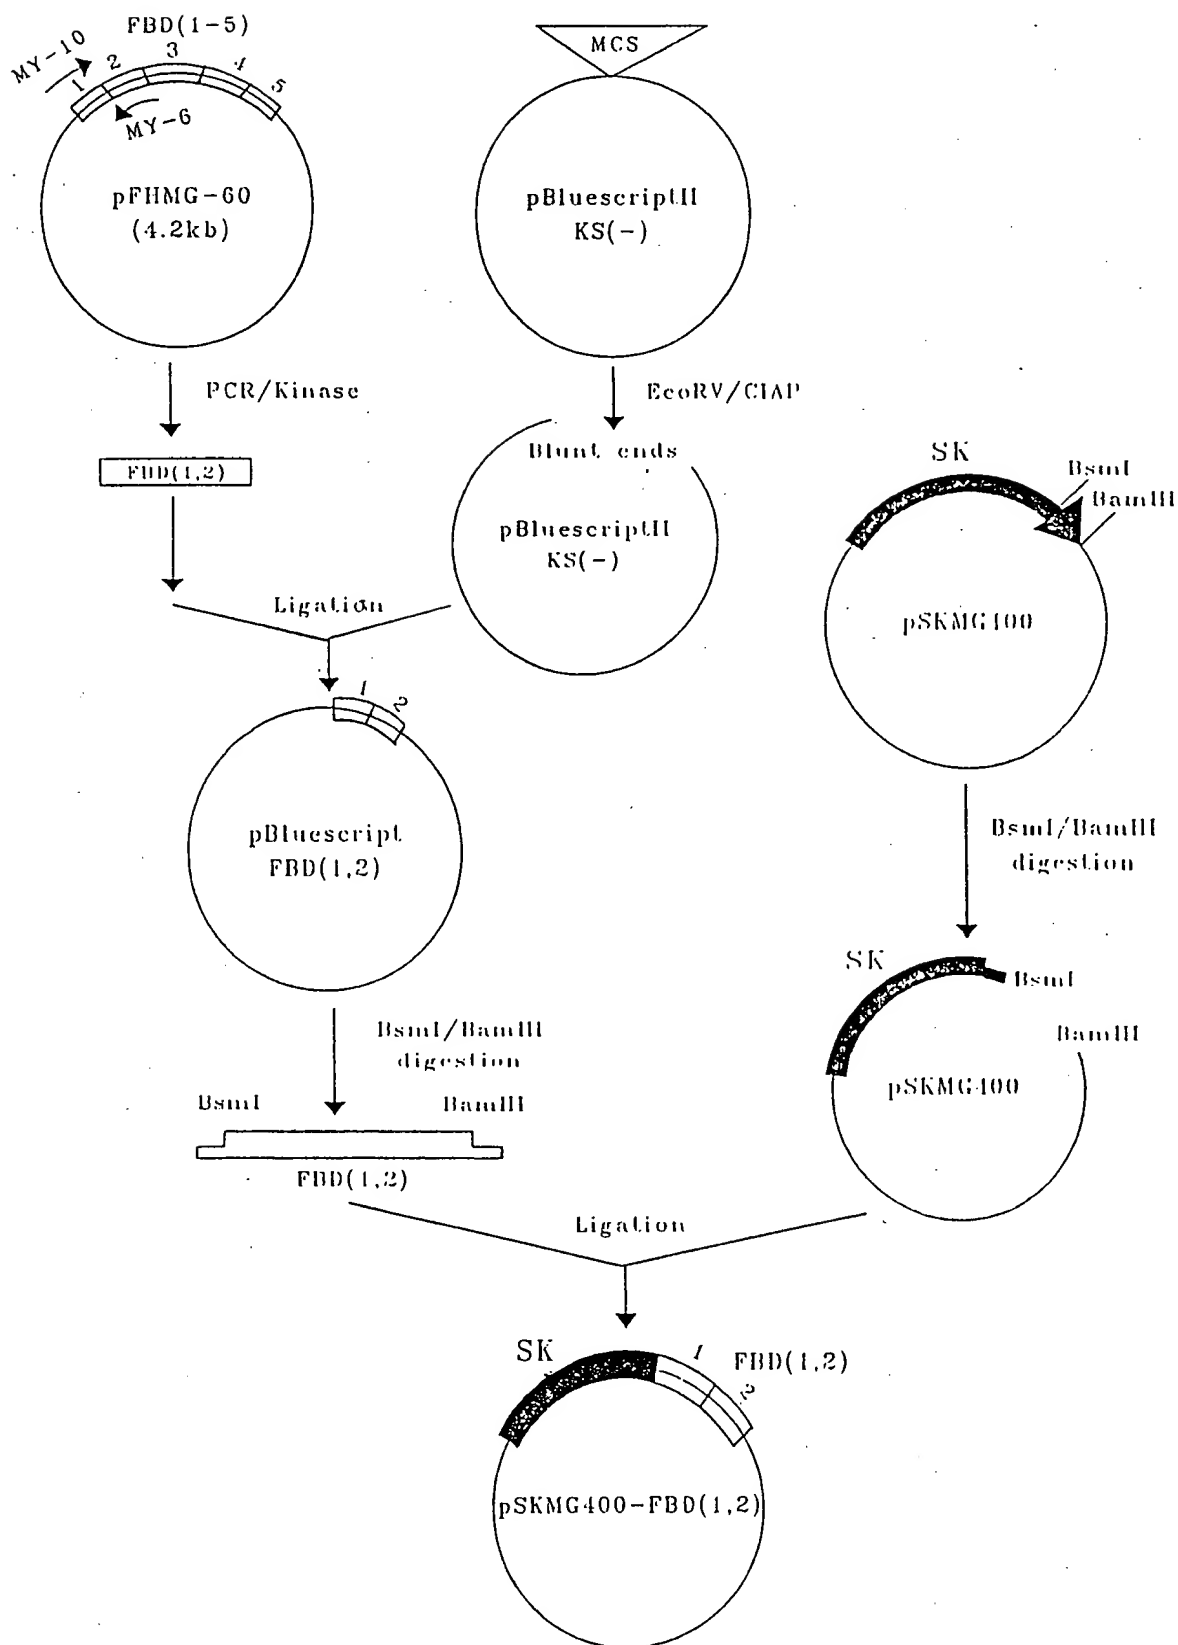 FBD(1-5)
MY-10
1 2 3 4 5
MY-6
pFHMG-60
(4.2kb)
MCS
pBluescriptII
KS(-)
PCR/Kinase
EcoRV/CIAP
FBD(1,2)
Blunt ends
pBluescriptII
KS(-)
SK
BsmI
BamHI
pSKMG400
Ligation
1 2
pBluescript
FBD(1,2)
BsmI/BamHI
digestion
SK
BsmI
BamHI
pSKMG400
BsmI/BamHI
digestion
BsmI
BamHI
FBD(1,2)
Ligation
SK
1
2
FBD(1,2)
pSKMG400-FBD(1,2)